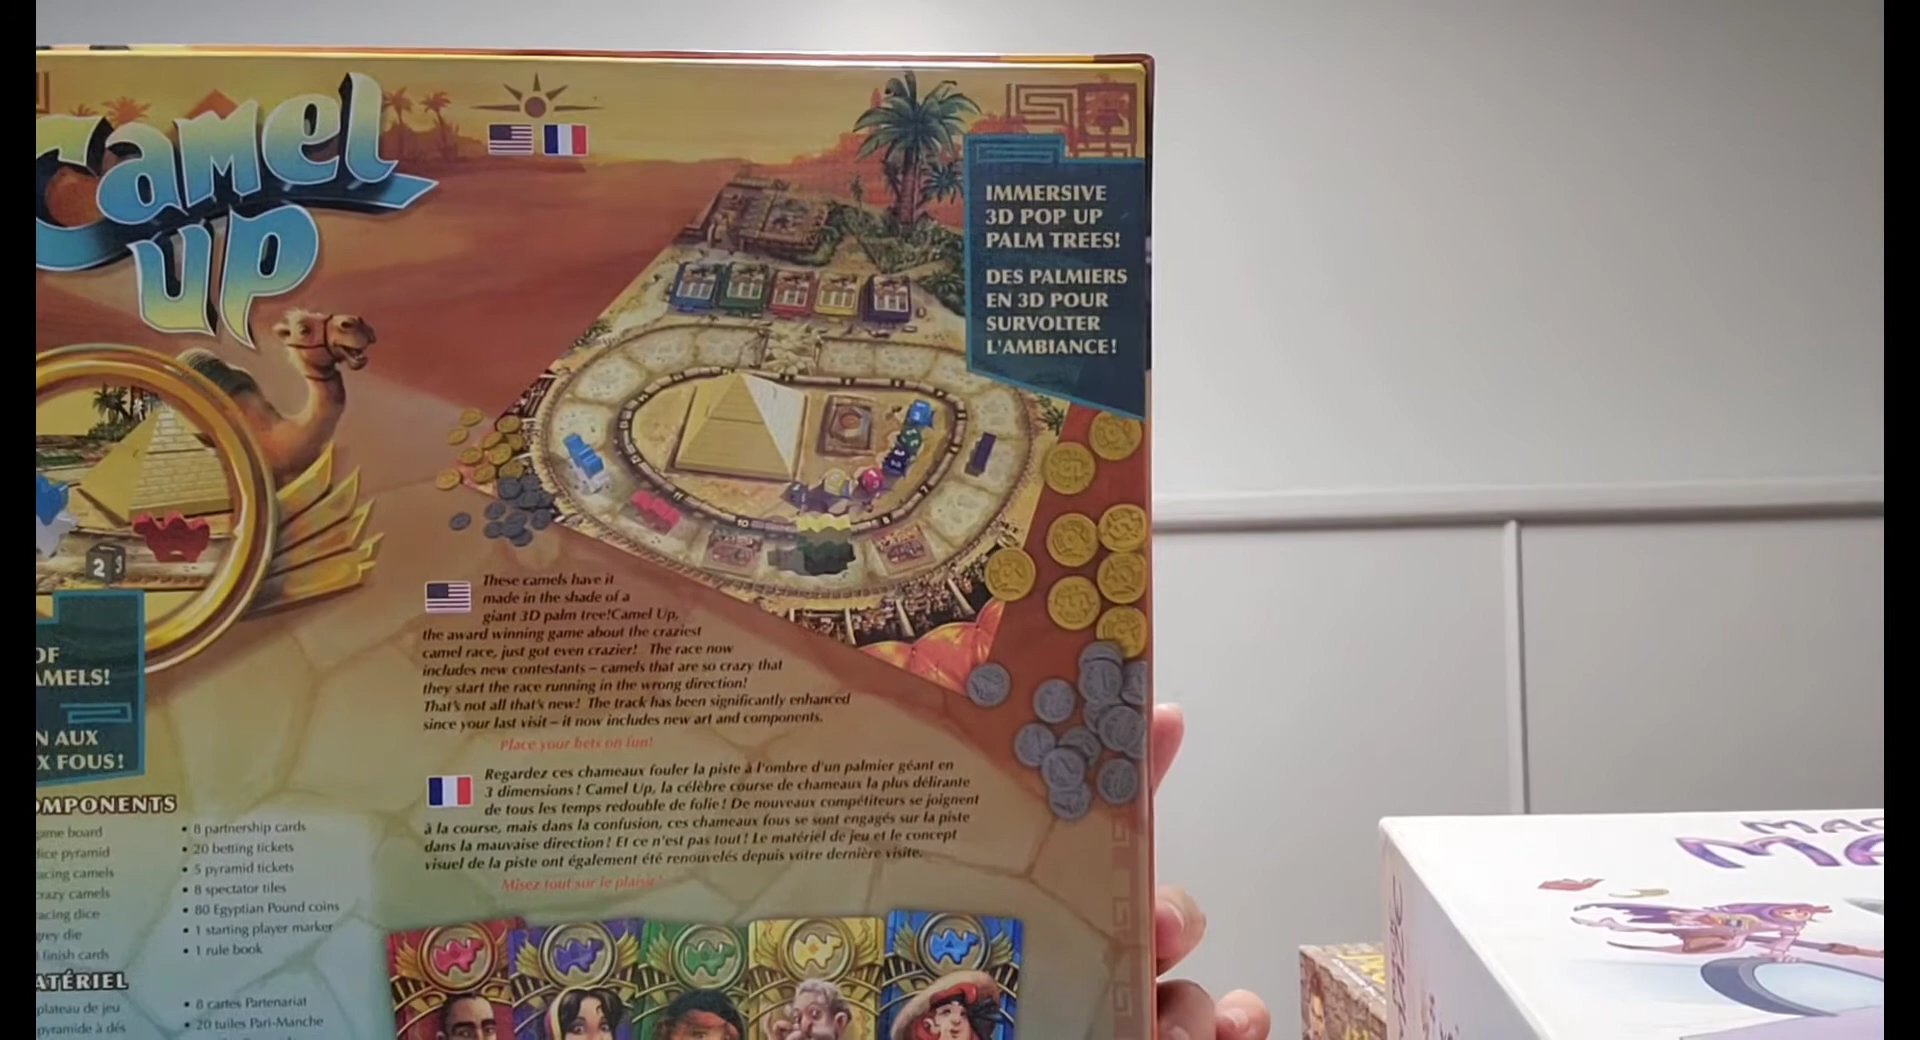 Camel
UP
IMMERSIVE
3D POP UP
PALM TREES!
DES PALMIERS
EN 3D POUR
SURVOLTER
L'AMBIANCE!
These camels have it
made in the shade of a
giant 3D palm tree!Camel Up,
the award winning game about the craziest
camel race, just got even crazier! The race now
includes new contestants – camels that are so crazy that
they start the race running in the wrong direction!
That's not all that's new! The track has been significantly enhanced
since your last visit – it now includes new art and components.
Place your bets on fun!
Regardez ces chameaux fouler la piste à l'ombre d'un palmier géant en
3 dimensions! Camel Up, la célèbre course de chameaux la plus délirante
de tous les temps redouble de folie! De nouveaux compétiteurs se joignent
à la course, mais dans la confusion, ces chameaux fous se sont engagés sur la piste
dans la mauvaise direction! Et ce n'est pas tout! Le matériel de jeu et le concept
visuel de la piste ont également été renouvelés depuis votre dernière visite.
Misez tout sur le plaisir!
2 3
OF
AMELS!
N AUX
X FOUS!
OMPONENTS
ame board
dice pyramid
acing camels
crazy camels
acing dice
grey die
finish cards
• 8 partnership cards
• 20 betting tickets
• 5 pyramid tickets
• 8 spectator tiles
• 80 Egyptian Pound coins
• 1 starting player marker
• 1 rule book
ATÉRIEL
plateau de jeu
pyramide à dés
• 8 cartes Partenariat
• 20 tuiles Pari-Manche
MA